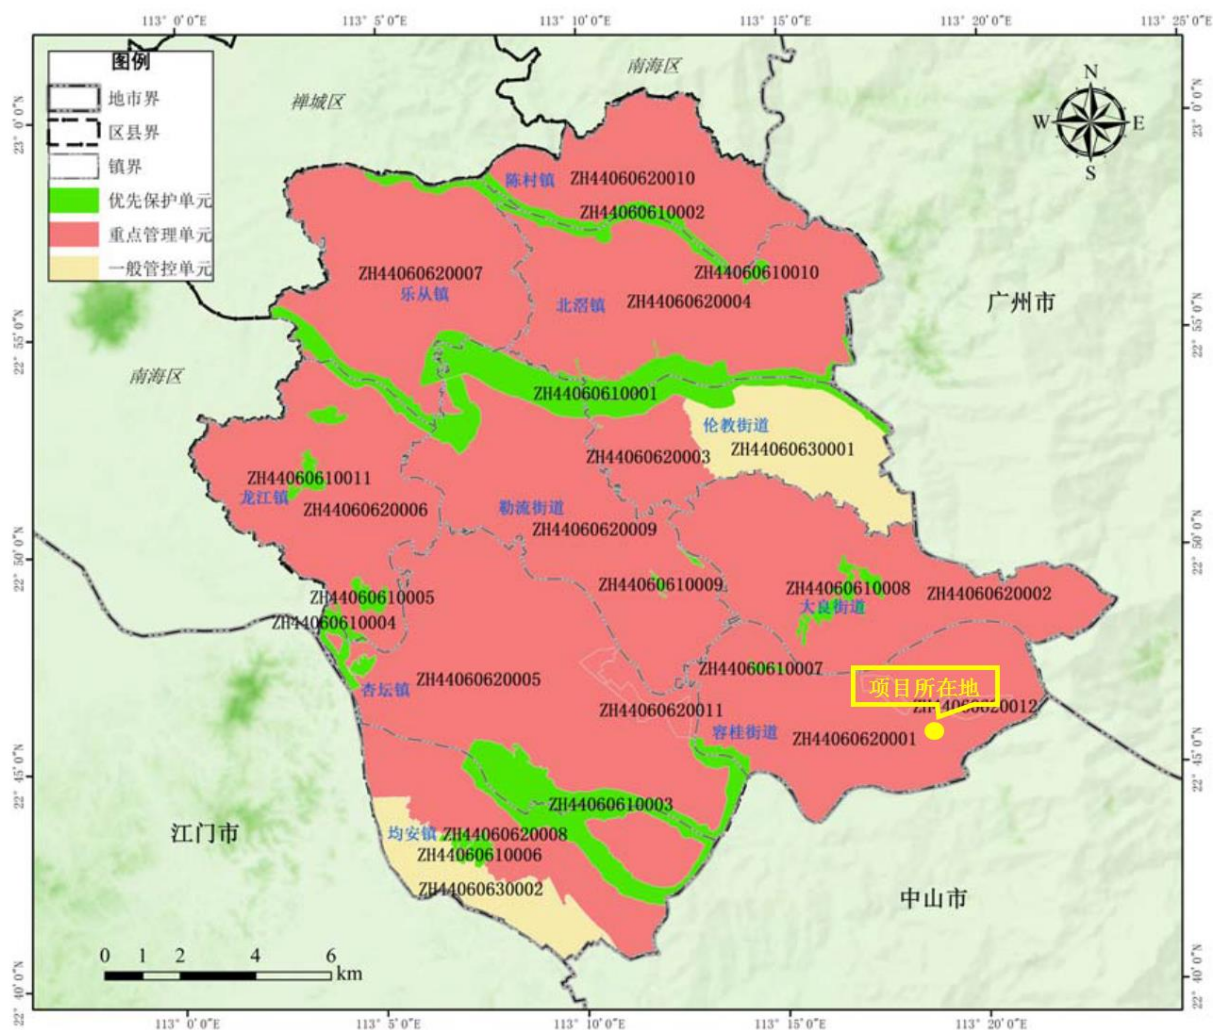 113° 0′0″E 113° 5′0″E 113° 10′0″E 113° 15′0″E 113° 20′0″E 113° 25′0″E
图例
地市界
区县界
镇界
优先保护单元
重点管理单元
一般管控单元
南海区
禅城区
N
W E
S
23° 0′0″N
23° 0′0″N
陈村镇 ZH44060620010
ZH44060610002
ZH44060620007
乐从镇
ZH44060610010
北滘镇 ZH44060620004
广州市
22° 55′0″N
22° 55′0″N
南海区
ZH44060610001
伦教街道
ZH44060630001
ZH44060620003
ZH44060610011
龙江镇
ZH44060620006
勒流街道
ZH44060620009
22° 50′0″N
22° 50′0″N
ZH44060610009
ZH44060610008
大良街道
ZH44060620002
ZH44060610005
ZH44060610004
ZH44060610007
杏坛镇 ZH44060620005
项目所在地
ZH44060620012
ZH44060620011
容桂街道
ZH44060620001
22° 45′0″N
22° 45′0″N
ZH44060610003
江门市
均安镇 ZH44060620008
ZH44060610006
ZH44060630002
中山市
0 1 2 4 6
km
22° 40′0″N
22° 40′0″N
113° 0′0″E 113° 5′0″E 113° 10′0″E 113° 15′0″E 113° 20′0″E